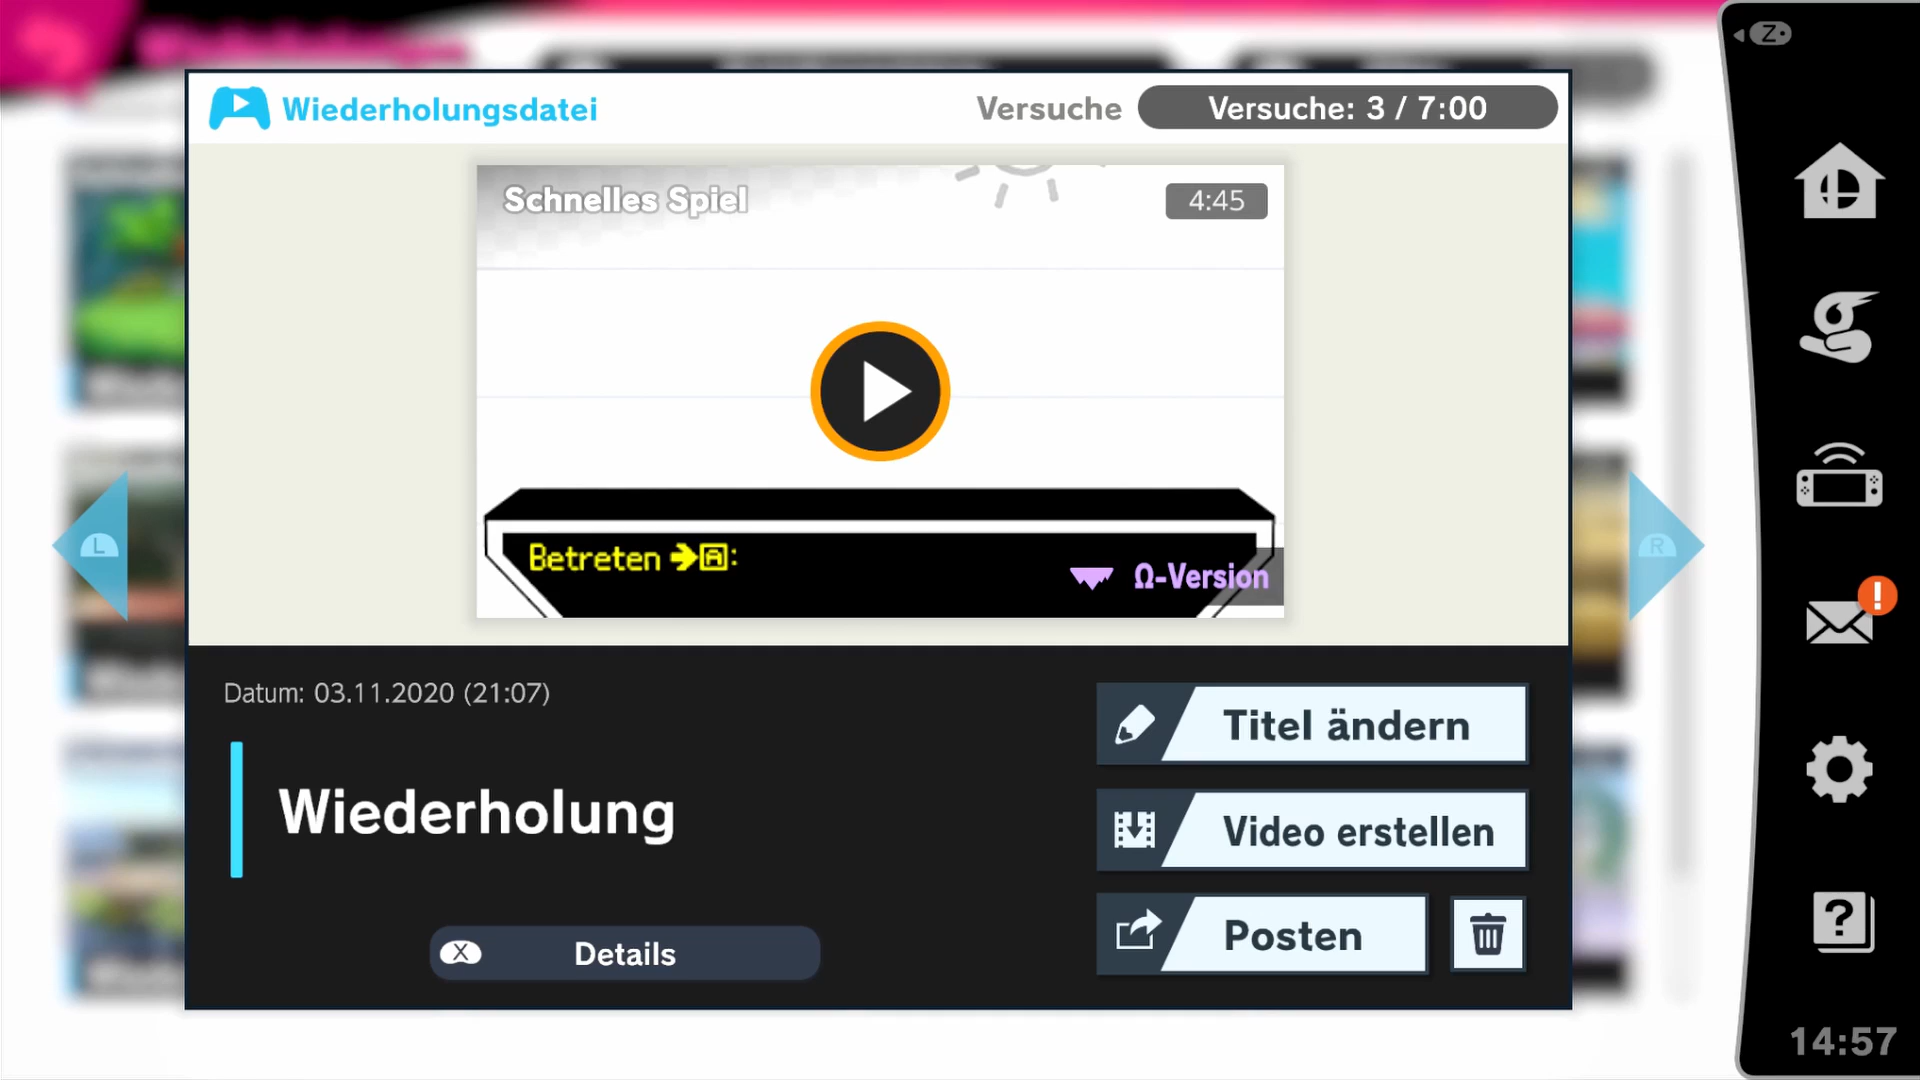 Wiederholungsdatei
Versuche
Versuche: 3 / 7:00
Schnelles Spiel
4:45
Betreten ➔🄰:
Ω-Version
Datum: 03.11.2020 (21:07)
Wiederholung
X Details
Titel ändern
Video erstellen
Posten
L
R
Z
!
?
14:57